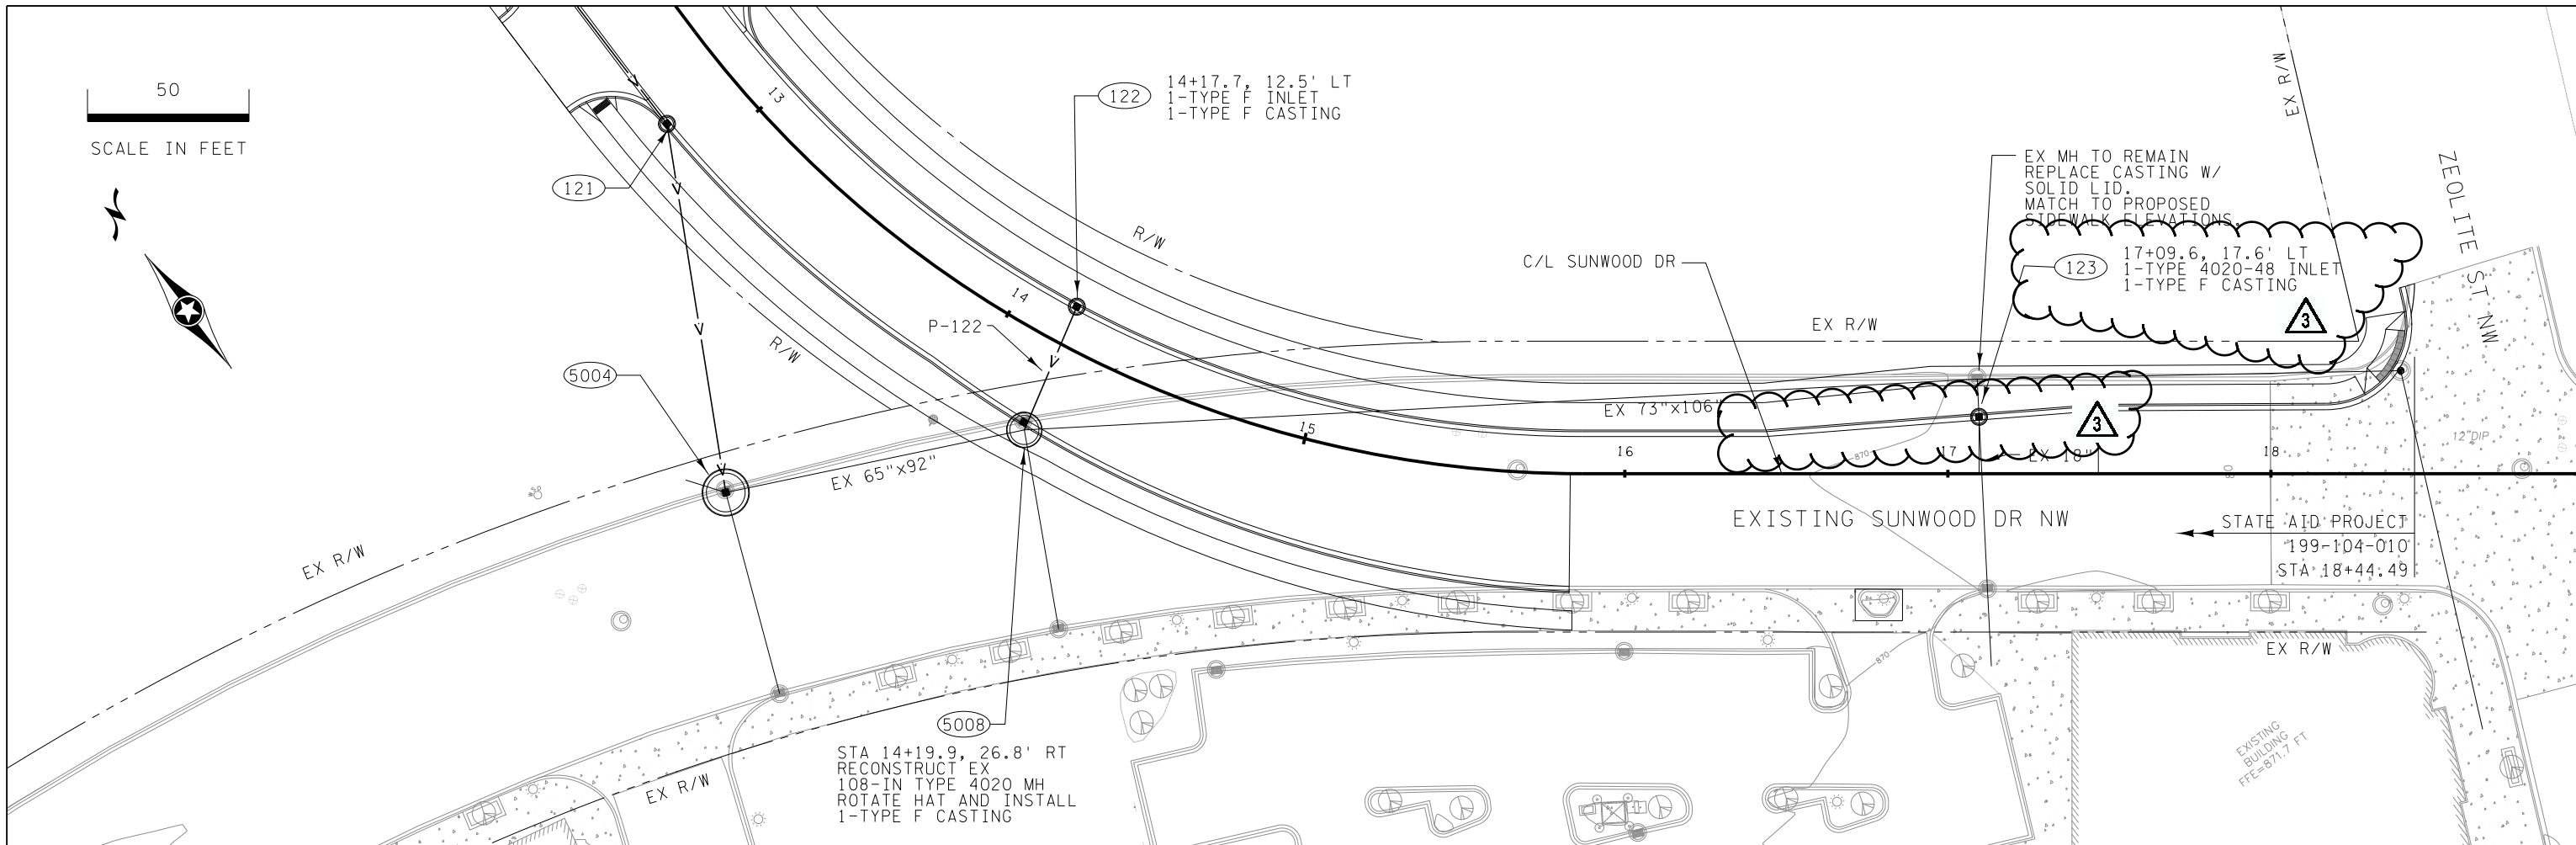 50
SCALE IN FEET
13
122
14+17.7, 12.5' LT
1-TYPE F INLET
1-TYPE F CASTING
121
R/W
14
P-122
R/W
5004
EX 65"x92"
EX R/W
C/L SUNWOOD DR
EX R/W
EX R/W
EX MH TO REMAIN
REPLACE CASTING W/
SOLID LID.
MATCH TO PROPOSED
SIDEWALK ELEVATIONS.
123
17+09.6, 17.6' LT
1-TYPE 4020-48 INLET
1-TYPE F CASTING
3
ZEOLITE ST NW
EX 73"x106"
3
15
16
870
17
EX 18"
18
12"DIP
EXISTING SUNWOOD DR NW
STATE AID PROJECT
199-104-010
STA 18+44.49
EX R/W
870
EX R/W
5008
STA 14+19.9, 26.8' RT
RECONSTRUCT EX
108-IN TYPE 4020 MH
ROTATE HAT AND INSTALL
1-TYPE F CASTING
EXISTING
BUILDING
FFE=871.7 FT
V
V
V
V
V
V